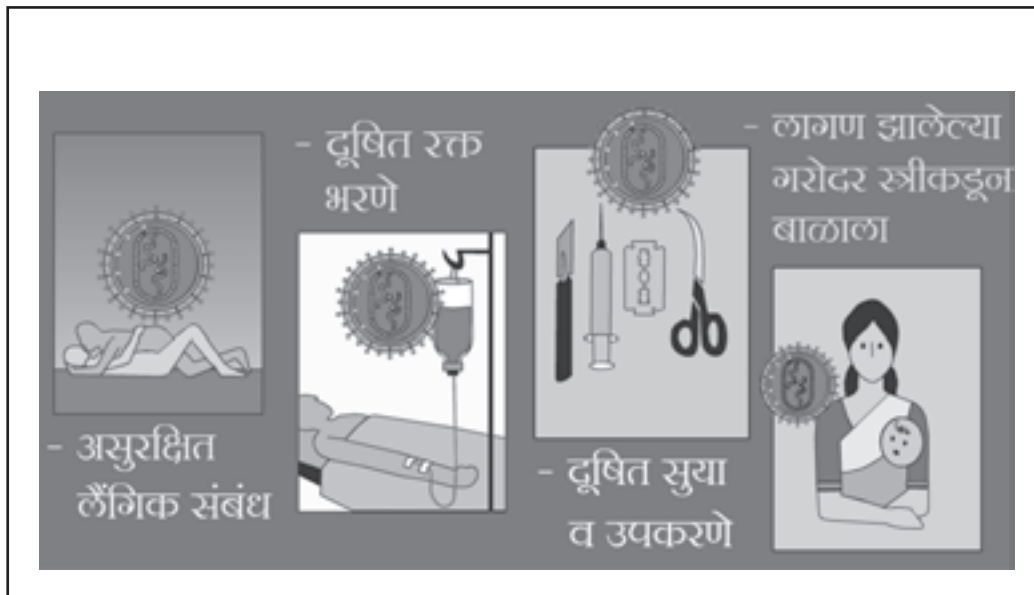 - असुरक्षित
लैंगिक संबंध
- दूषित रक्त
भरणे
- दूषित सुया
व उपकरणे
- लागण झालेल्या
गरोदर स्त्रीकडून
बाळाला